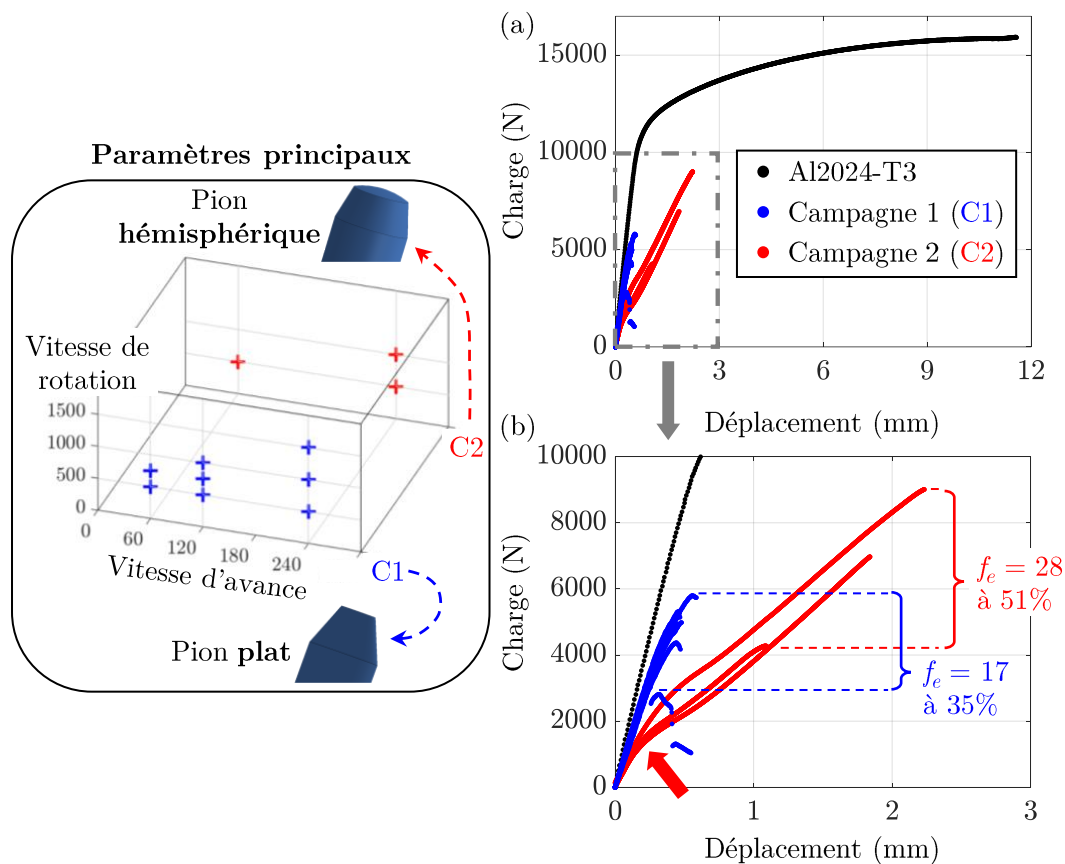 Paramètres principaux
Pion
hémisphérique
Vitesse de
rotation
1500
1000
500
0
0
60
120
180
240
Vitesse d'avance
C2
C1
Pion plat
(a)
Charge (N)
15000
10000
5000
0
0
3
6
9
12
Déplacement (mm)
Al2024-T3
Campagne 1 (C1)
Campagne 2 (C2)
(b)
Charge (N)
10000
8000
6000
4000
2000
0
0
1
2
3
Déplacement (mm)
fₑ = 28
à 51%
fₑ = 17
à 35%